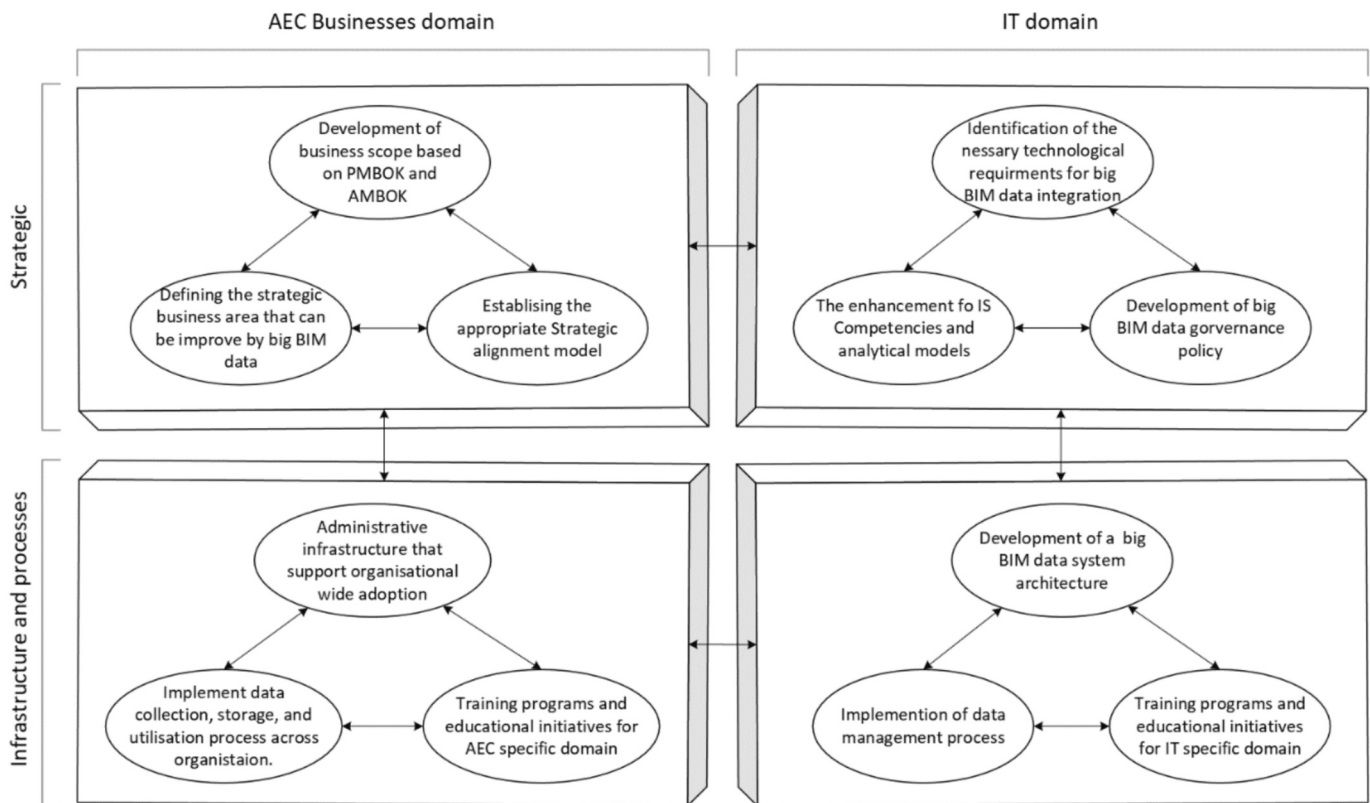 AEC Businesses domain
IT domain
Strategic
Development of
business scope based
on PMBOK and
AMBOK
Defining the strategic
business area that can
be improve by big BIM
data
Establising the
appropriate Strategic
alignment model
Identification of the
nessary technological
requirments for big
BIM data integration
The enhancement fo IS
Competencies and
analytical models
Development of big
BIM data gorvernance
policy
Infrastructure and processes
Administrative
infrastructure that
support organisational
wide adoption
Implement data
collection, storage, and
utilisation process across
organistaion.
Training programs and
educational initiatives for
AEC specific domain
Development of a big
BIM data system
architecture
Implemention of data
management process
Training programs and
educational initiatives
for IT specific domain